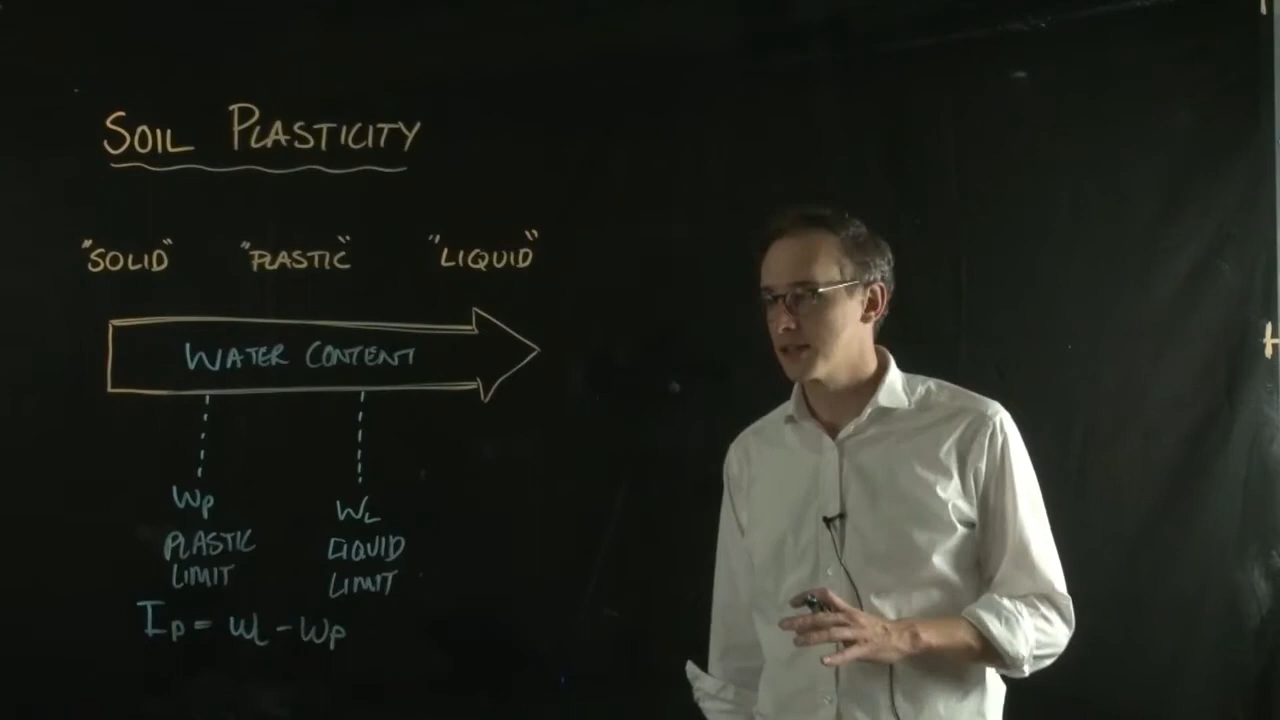 SOIL PLASTICITY
"SOLID" "PLASTIC" "LIQUID"
WATER CONTENT
WP WL
PLASTIC LIQUID
LIMIT LIMIT
IP = WL - WP